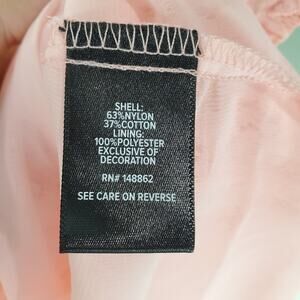 SHELL:
63%NYLON
37%COTTON
LINING:
100%POLYESTER
EXCLUSIVE OF
DECORATION
RN# 148862
SEE CARE ON REVERSE